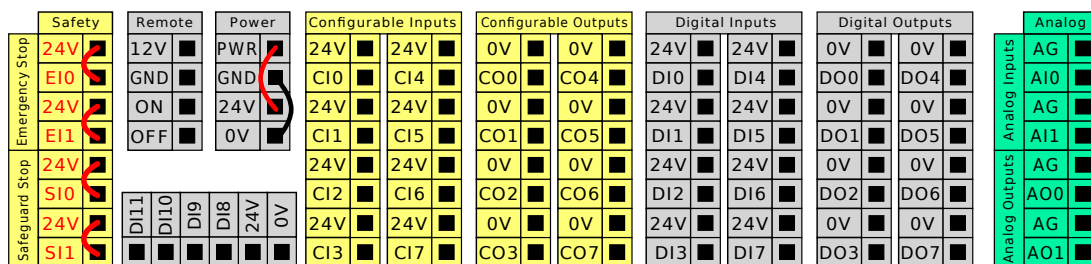 Safety
Emergency Stop
24V
EI0
24V
EI1
Safeguard Stop
24V
SI0
24V
SI1
Remote
12V
GND
ON
OFF
Power
PWR
GND
24V
0V
DI11 DI10 DI9 DI8 24V 0V
Configurable Inputs
24V 24V
CI0 CI4
24V 24V
CI1 CI5
24V 24V
CI2 CI6
24V 24V
CI3 CI7
Configurable Outputs
0V 0V
CO0 CO4
0V 0V
CO1 CO5
0V 0V
CO2 CO6
0V 0V
CO3 CO7
Digital Inputs
24V 24V
DI0 DI4
24V 24V
DI1 DI5
24V 24V
DI2 DI6
24V 24V
DI3 DI7
Digital Outputs
0V 0V
DO0 DO4
0V 0V
DO1 DO5
0V 0V
DO2 DO6
0V 0V
DO3 DO7
Analog
Analog Inputs
AG
AI0
AG
AI1
Analog Outputs
AG
AO0
AG
AO1